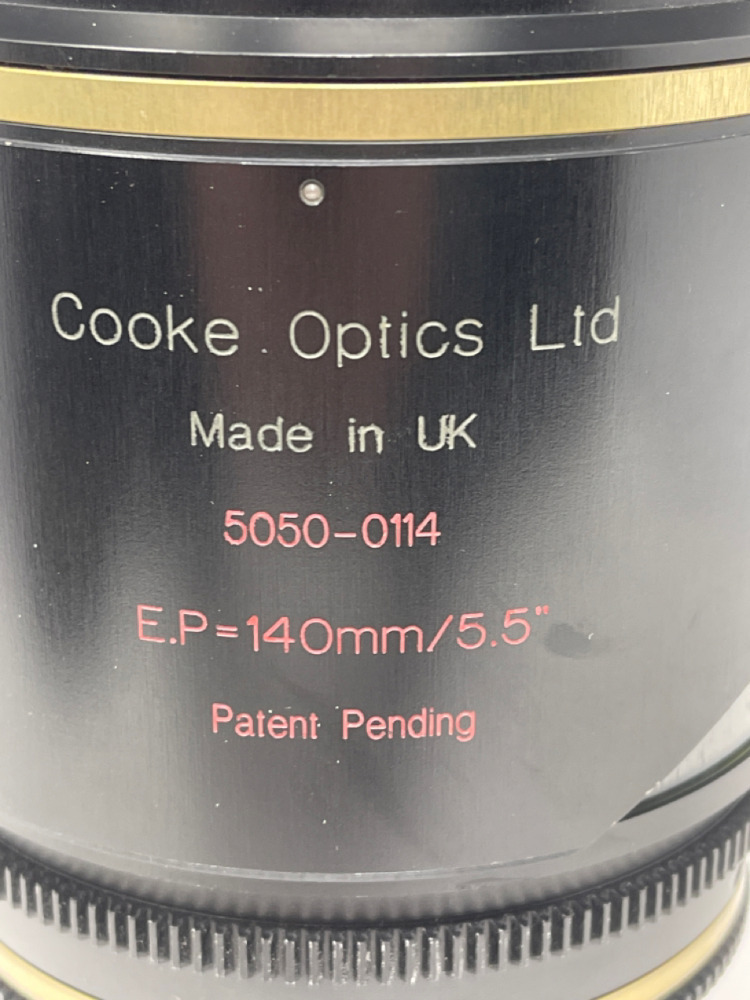 Cooke Optics Ltd
Made in UK
5050-0114
E.P=140mm/5.5"
Patent Pending